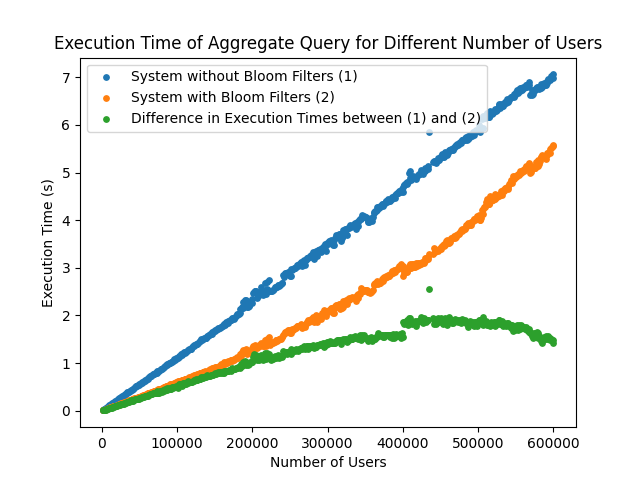 Execution Time of Aggregate Query for Different Number of Users
System without Bloom Filters (1)
System with Bloom Filters (2)
Difference in Execution Times between (1) and (2)
Execution Time (s)
7
6
5
4
3
2
1
0
0 100000 200000 300000 400000 500000 600000
Number of Users